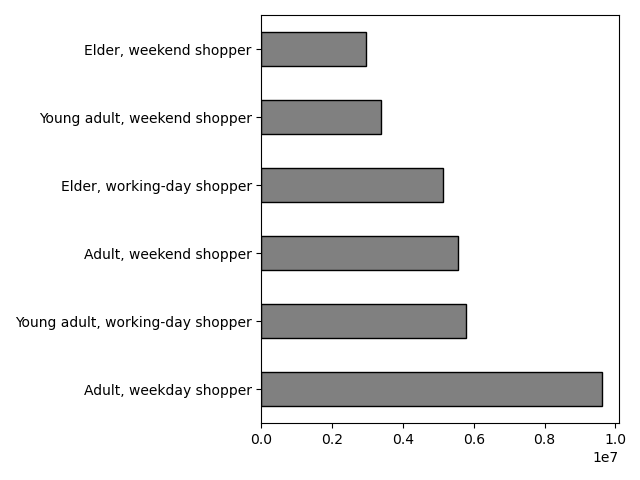 Elder, weekend shopper
Young adult, weekend shopper
Elder, working-day shopper
Adult, weekend shopper
Young adult, working-day shopper
Adult, weekday shopper
0.0 0.2 0.4 0.6 0.8 1.0
1e7